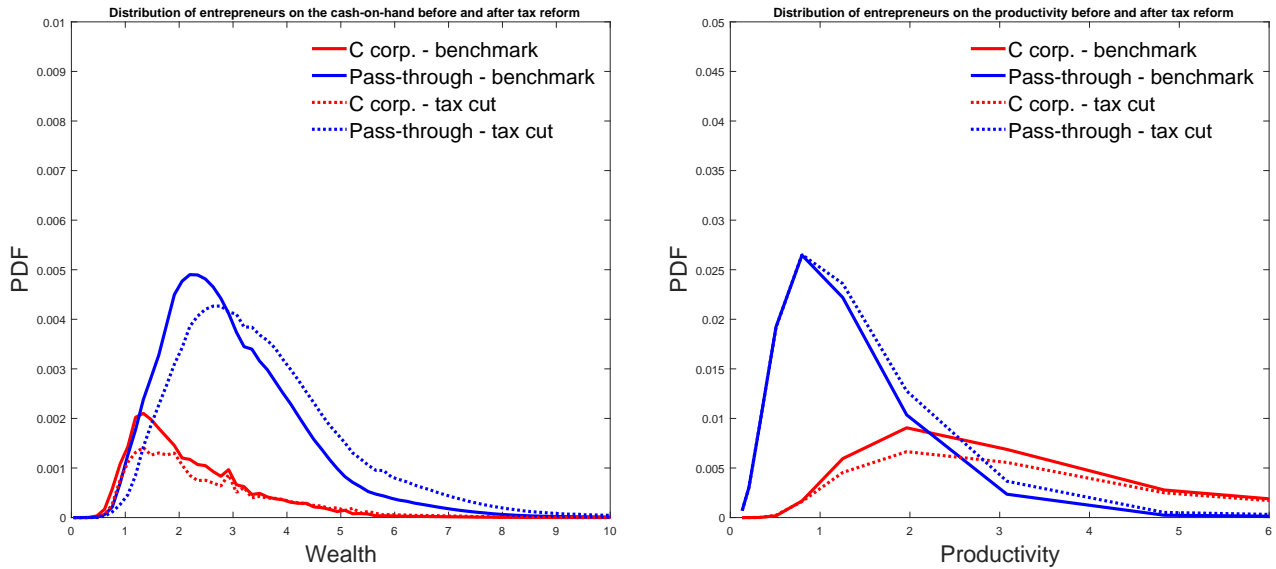 Distribution of entrepreneurs on the cash-on-hand before and after tax reform
0.01
0.009
0.008
0.007
0.006
0.005
0.004
0.003
0.002
0.001
0
PDF
C corp. - benchmark
Pass-through - benchmark
C corp. - tax cut
Pass-through - tax cut
0 1 2 3 4 5 6 7 8 9 10
Wealth
Distribution of entrepreneurs on the productivity before and after tax reform
0.05
0.045
0.04
0.035
0.03
0.025
0.02
0.015
0.01
0.005
0
PDF
C corp. - benchmark
Pass-through - benchmark
C corp. - tax cut
Pass-through - tax cut
0 1 2 3 4 5 6
Productivity